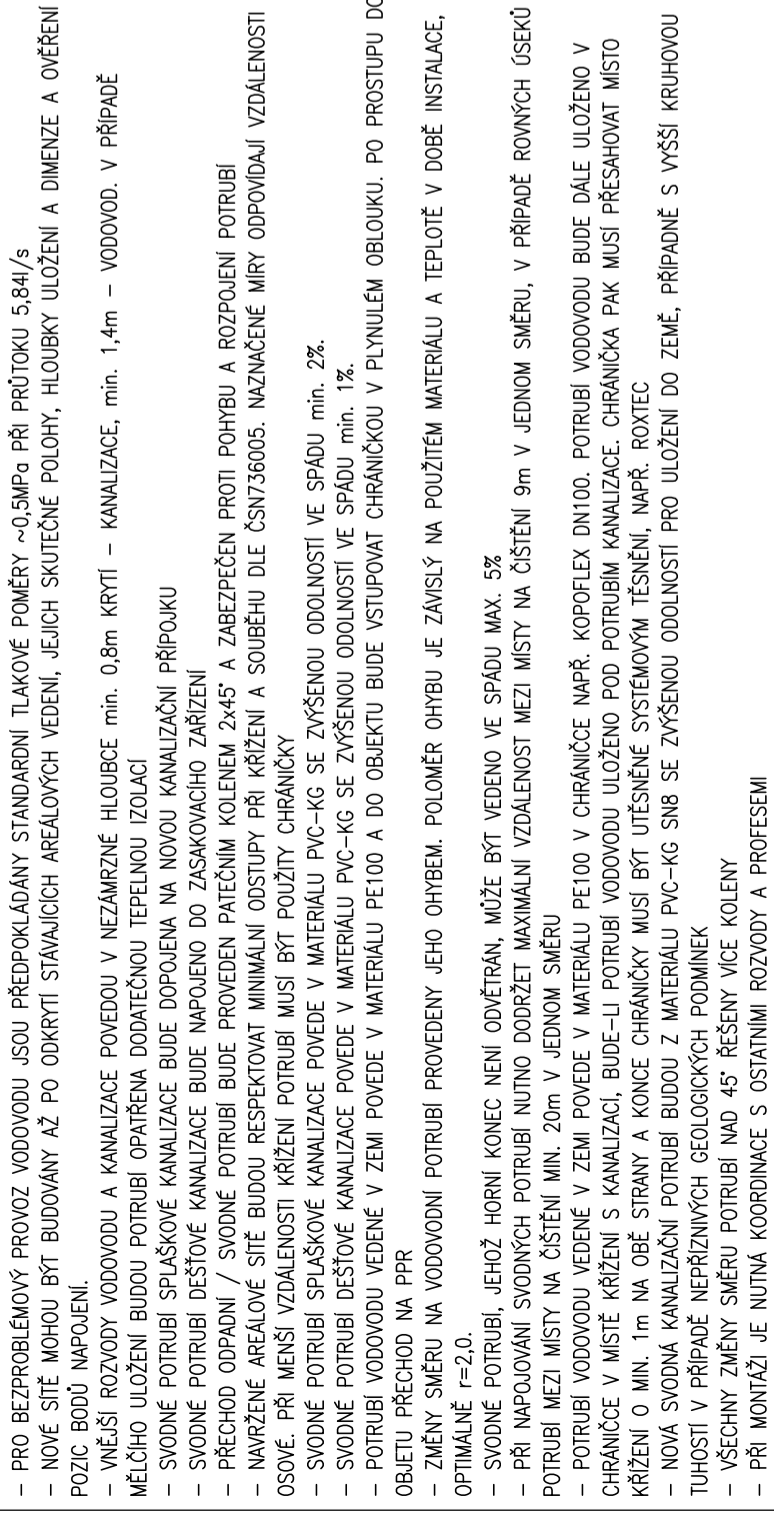 - PRO BEZPROBLÉMOVÝ PROVOZ VODOVODU JSOU PŘEDPOKLÁDÁNY STANDARDNÍ TLAKOVÉ POMĚRY ~0,5MPa PŘI PRŮTOKU 5,84l/s
- NOVÉ SÍTĚ MOHOU BÝT BUDOVÁNY AŽ PO ODKRYTÍ STÁVAJÍCÍCH AREÁLOVÝCH VEDENÍ, JEJICH SKUTEČNÉ POLOHY, HLOUBKY ULOŽENÍ A DIMENZE A OVĚŘENÍ
POZIC BODŮ NAPOJENÍ.
- VNĚJŠÍ ROZVODY VODOVODU A KANALIZACE POVEDOU V NEZÁMRZNÉ HLOUBCE min. 0,8m KRYTÍ – KANALIZACE, min. 1,4m – VODOVOD. V PŘÍPADĚ
MĚLČÍHO ULOŽENÍ BUDOU POTRUBÍ OPATŘENA DODATEČNOU TEPELNOU IZOLACÍ
- SVODNÉ POTRUBÍ SPLAŠKOVÉ KANALIZACE BUDE DOPOJENA NA NOVOU KANALIZAČNÍ PŘÍPOJKU
- SVODNÉ POTRUBÍ DEŠŤOVÉ KANALIZACE BUDE NAPOJENO DO ZASAKOVACÍHO ZAŘÍZENÍ
- PŘECHOD ODPADNÍ / SVODNÉ POTRUBÍ BUDE PROVEDEN PATEČNÍM KOLENEM 2x45° A ZABEZPEČEN PROTI POHYBU A ROZPOJENÍ POTRUBÍ
- NAVRŽENÉ AREÁLOVÉ SÍTĚ BUDOU RESPEKTOVAT MINIMÁLNÍ ODSTUPY PŘI KŘÍŽENÍ A SOUBĚHU DLE ČSN736005. NAZNAČENÉ MÍRY ODPOVÍDAJÍ VZDÁLENOSTI
OSOVÉ. PŘI MENŠÍ VZDÁLENOSTI KŘÍŽENÍ POTRUBÍ MUSÍ BÝT POUŽITY CHRÁNIČKY
- SVODNÉ POTRUBÍ SPLAŠKOVÉ KANALIZACE POVEDE V MATERIÁLU PVC–KG SE ZVÝŠENOU ODOLNOSTÍ VE SPÁDU min. 2%.
- SVODNÉ POTRUBÍ DEŠŤOVÉ KANALIZACE POVEDE V MATERIÁLU PVC–KG SE ZVÝŠENOU ODOLNOSTÍ VE SPÁDU min. 1%.
- POTRUBÍ VODOVODU VEDENÉ V ZEMI POVEDE V MATERIÁLU PE100 A DO OBJEKTU BUDE VSTUPOVAT CHRÁNIČKOU V PLYNULÉM OBLOUKU. PO PROSTUPU DO
OBJETU PŘECHOD NA PPR
- ZMĚNY SMĚRU NA VODOVODNÍ POTRUBÍ PROVEDENY JEHO OHYBEM. POLOMĚR OHYBU JE ZÁVISLÝ NA POUŽITÉM MATERIÁLU A TEPLOTĚ V DOBĚ INSTALACE,
OPTIMÁLNĚ r=2,0.
- SVODNÉ POTRUBÍ, JEHOŽ HORNÍ KONEC NENÍ ODVĚTRÁN, MŮŽE BÝT VEDENO VE SPÁDU MAX. 5%
- PŘI NAPOJOVÁNÍ SVODNÝCH POTRUBÍ NUTNO DODRŽET MAXIMÁLNÍ VZDÁLENOST MEZI MÍSTY NA ČIŠTĚNÍ 9m V JEDNOM SMĚRU, V PŘÍPADĚ ROVNÝCH ÚSEKŮ
POTRUBÍ MEZI MÍSTY NA ČIŠTĚNÍ MIN. 20m V JEDNOM SMĚRU
- POTRUBÍ VODOVODU VEDENÉ V ZEMI POVEDE V MATERIÁLU PE100 V CHRÁNIČCE NAPŘ. KOPOFLEX DN100. POTRUBÍ VODOVODU BUDE DÁLE ULOŽENO V
CHRÁNIČCE V MÍSTĚ KŘÍŽENÍ S KANALIZACÍ, BUDE–LI POTRUBÍ VODOVODU ULOŽENO POD POTRUBÍM KANALIZACE. CHRÁNIČKA PAK MUSÍ PŘESAHOVAT MÍSTO
KŘÍŽENÍ O MIN. 1m NA OBĚ STRANY A KONCE CHRÁNIČKY MUSÍ BÝT UTĚSNĚNÉ SYSTÉMOVÝM TĚSNĚNÍ, NAPŘ. ROXTEC
- NOVÁ SVODNÁ KANALIZAČNÍ POTRUBÍ BUDOU Z MATERIÁLU PVC–KG SN8 SE ZVÝŠENOU ODOLNOSTÍ PRO ULOŽENÍ DO ZEMĚ, PŘÍPADNĚ S VYŠŠÍ KRUHOVOU
TUHOSTÍ V PŘÍPADĚ NEPŘÍZNIVÝCH GEOLOGICKÝCH PODMÍNEK
- VŠECHNY ZMĚNY SMĚRU POTRUBÍ NAD 45° ŘEŠENY VÍCE KOLENY
- PŘI MONTÁŽI JE NUTNÁ KOORDINACE S OSTATNÍMI ROZVODY A PROFESEMI